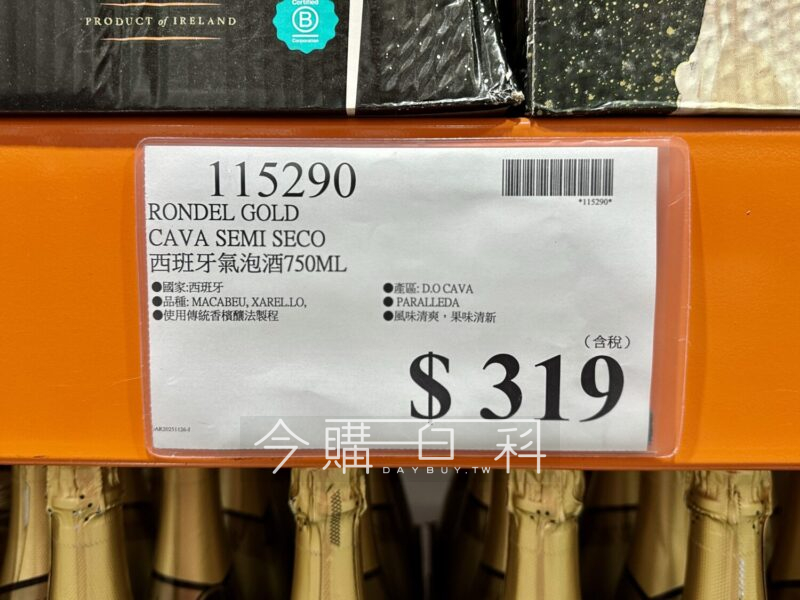 PRODUCT of IRELAND
Certified
B
Corporation
115290
*115290*
RONDEL GOLD
CAVA SEMI SECO
西班牙氣泡酒750ML
●國家:西班牙
●產區: D.O CAVA
●品種: MACABEU, XAREL.LO,
● PARALLEDA
●使用傳統香檳釀法製程
●風味清爽，果味清新
(含稅)
$ 319
AR20251126-J
今購百科
DAYBUY.TW